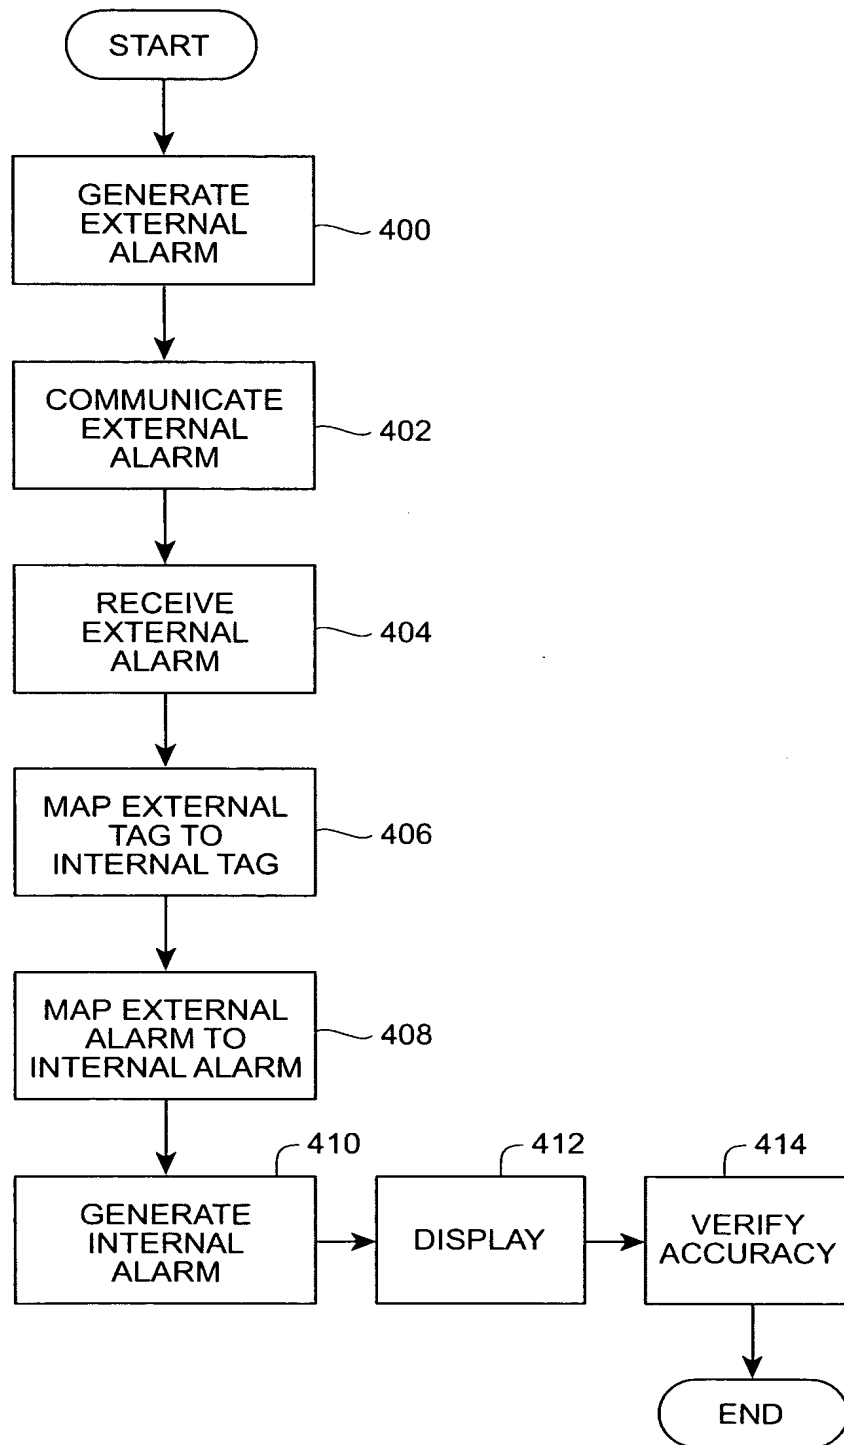 START
GENERATE
EXTERNAL
ALARM
400
COMMUNICATE
EXTERNAL
ALARM
402
RECEIVE
EXTERNAL
ALARM
404
MAP EXTERNAL
TAG TO
INTERNAL TAG
406
MAP EXTERNAL
ALARM TO
INTERNAL ALARM
408
410
GENERATE
INTERNAL
ALARM
412
DISPLAY
414
VERIFY
ACCURACY
END